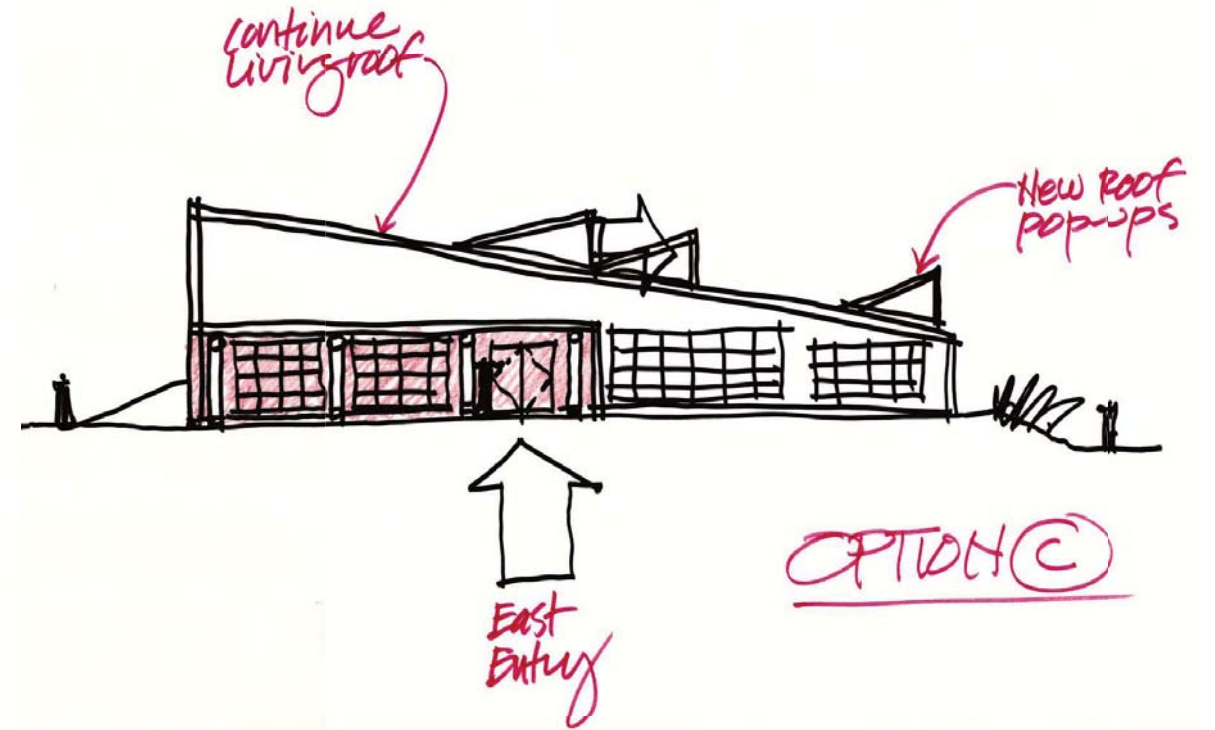 continue
Livingroof
New Roof
pop-ups
East
Entry
OPTION C